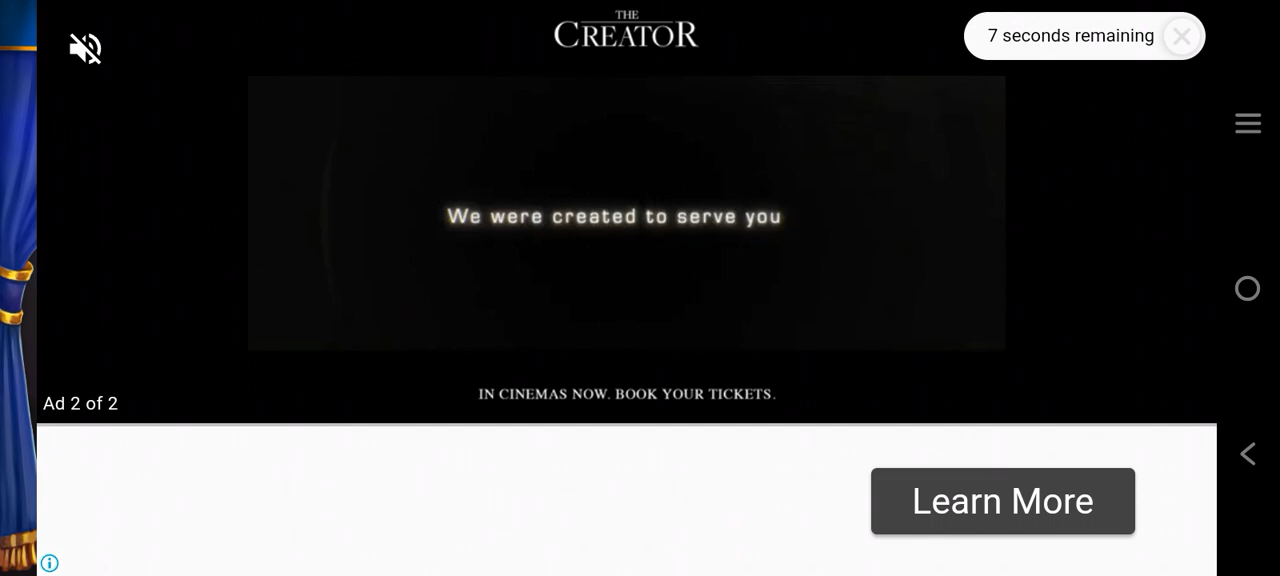 THE
CREATOR
7 seconds remaining
We were created to serve you
IN CINEMAS NOW. BOOK YOUR TICKETS.
Ad 2 of 2
Learn More